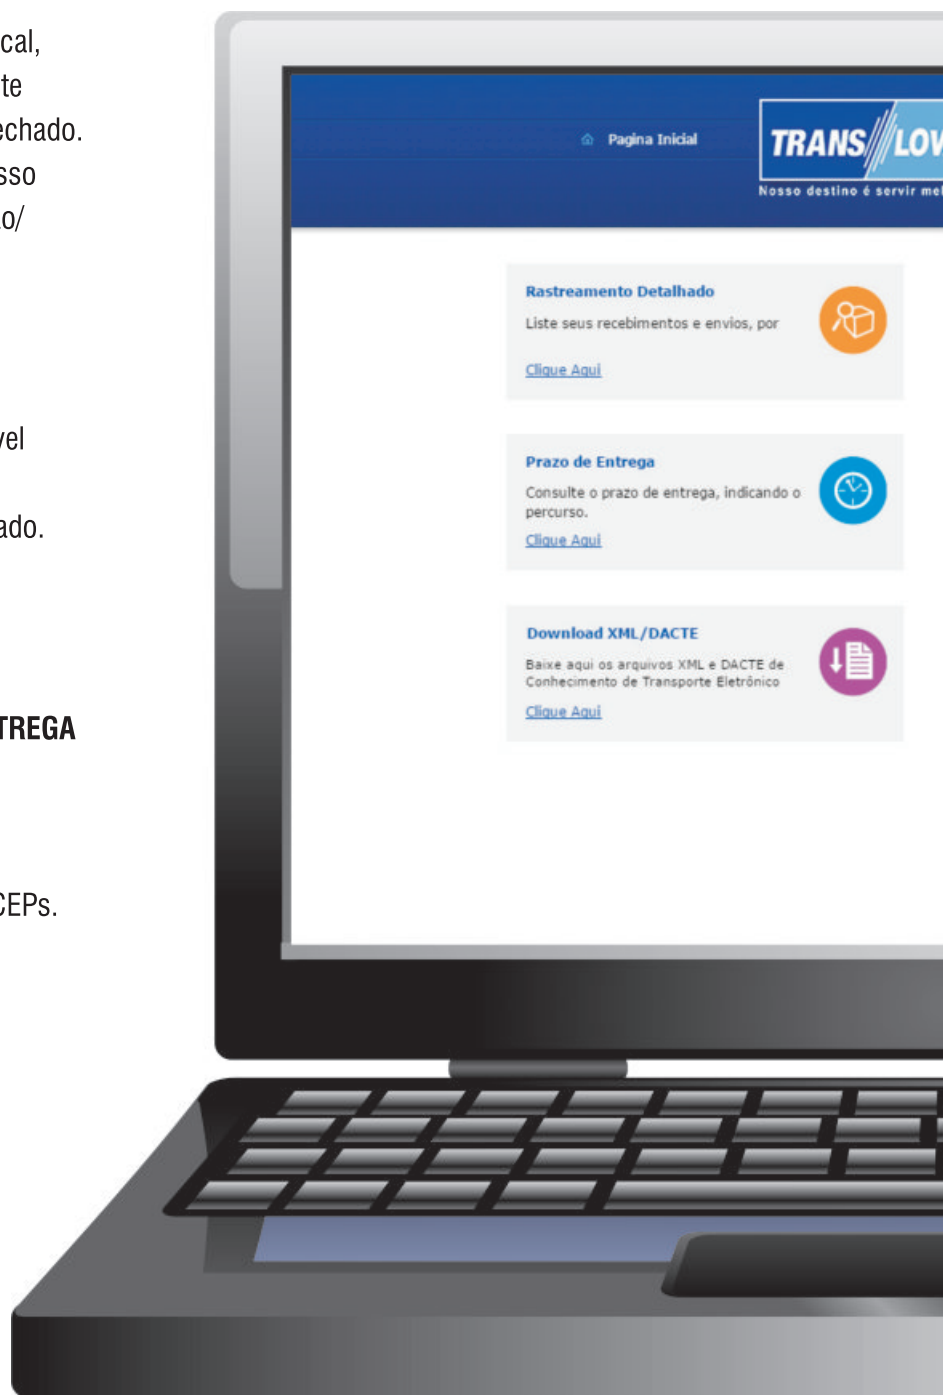 cal,
te
echado.
sso
o/
vel
ado.
TREGA
CEPs.
Pagina Inicial
TRANS LOV
Nosso destino é servir mel
Rastreamento Detalhado
Liste seus recebimentos e envios, por
Clique Aqui
Prazo de Entrega
Consulte o prazo de entrega, indicando o
percurso.
Clique Aqui
Download XML/DACTE
Baixe aqui os arquivos XML e DACTE de
Conhecimento de Transporte Eletrônico
Clique Aqui